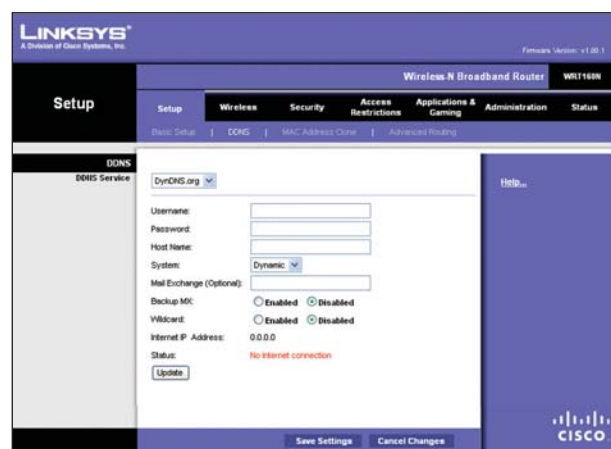 LINKSYS®
A Division of Cisco Systems, Inc.
Firmware Version: v1.00.1
Wireless-N Broadband Router WRT160N
Setup
Setup Wireless Security Access Restrictions Applications & Gaming Administration Status
Basic Setup | DDNS | MAC Address Clone | Advanced Routing
DDNS
DDNS Service
DynDNS.org
Help...
Username:
Password:
Host Name:
System: Dynamic
Mail Exchange (Optional):
Backup MX: Enabled Disabled
Wildcard: Enabled Disabled
Internet IP Address: 0.0.0.0
Status: No Internet connection
Update
Save Settings Cancel Changes
CISCO.